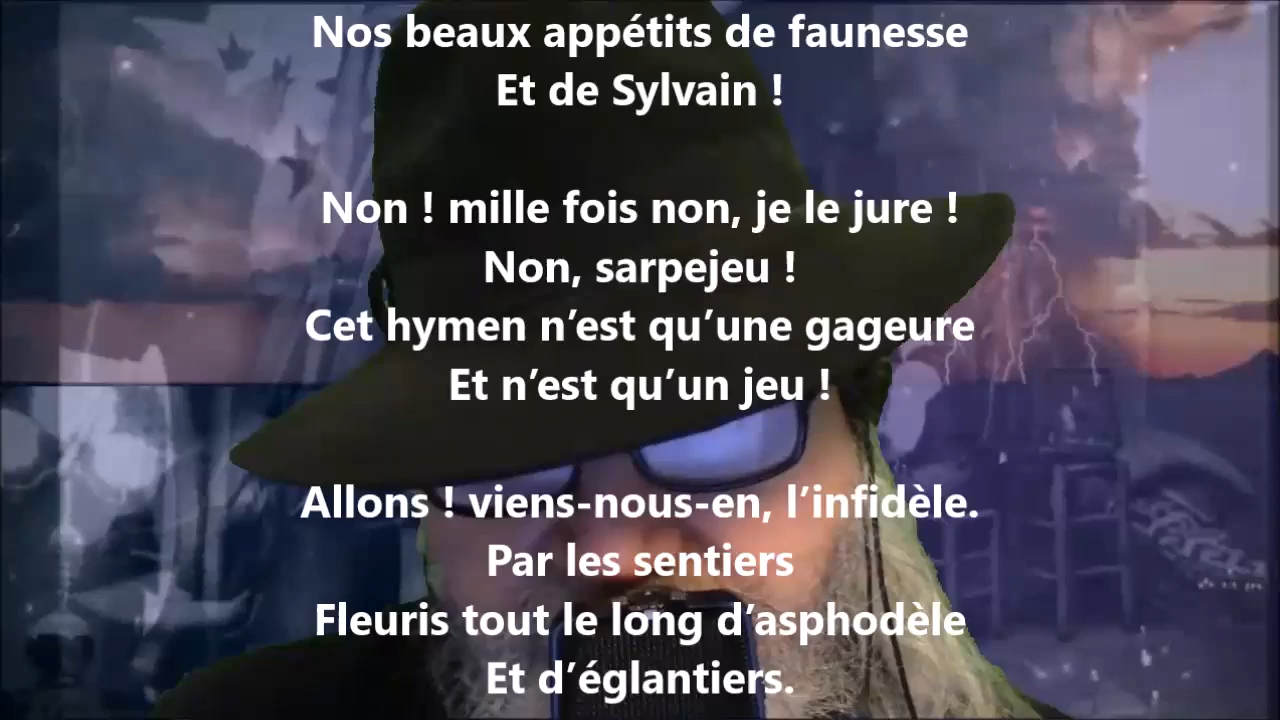 Nos beaux appétits de faunesse
Et de Sylvain !
Non ! mille fois non, je le jure !
Non, sarpejeu !
Cet hymen n’est qu’une gageure
Et n’est qu’un jeu !
Allons ! viens-nous-en, l’infidèle.
Par les sentiers
Fleuris tout le long d’asphodèle
Et d’églantiers.